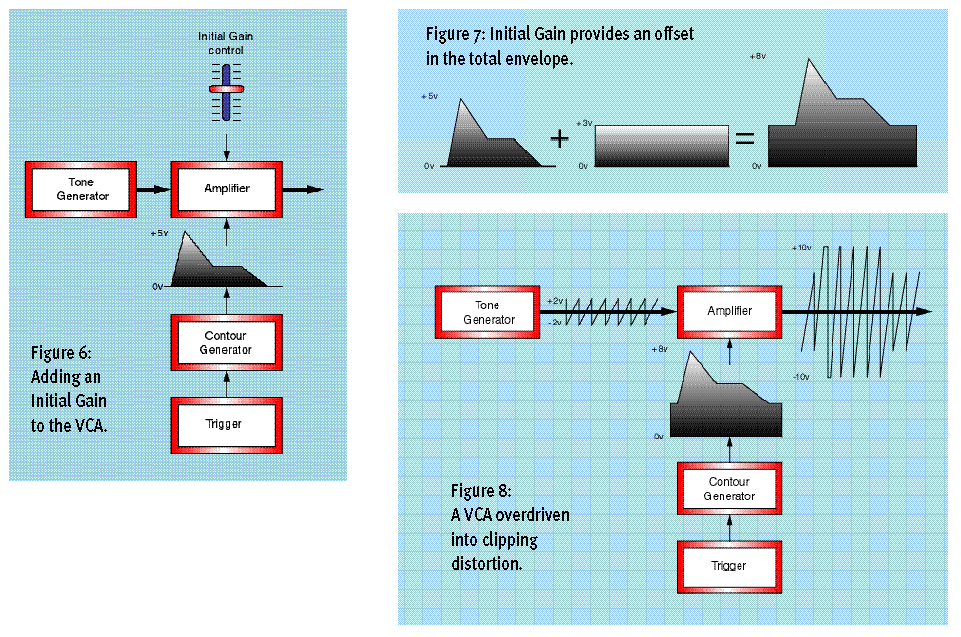 Initial Gain
control
Tone
Generator
Amplifier
+5v
0v
Contour
Generator
Trigger
Figure 6:
Adding an
Initial Gain
to the VCA.
Figure 7: Initial Gain provides an offset
in the total envelope.
+5v
0v
+
+3v
0v
=
+8v
0v
Tone
Generator
+2v
-2v
Amplifier
+10v
-10v
+8v
0v
Contour
Generator
Trigger
Figure 8:
A VCA overdriven
into clipping
distortion.